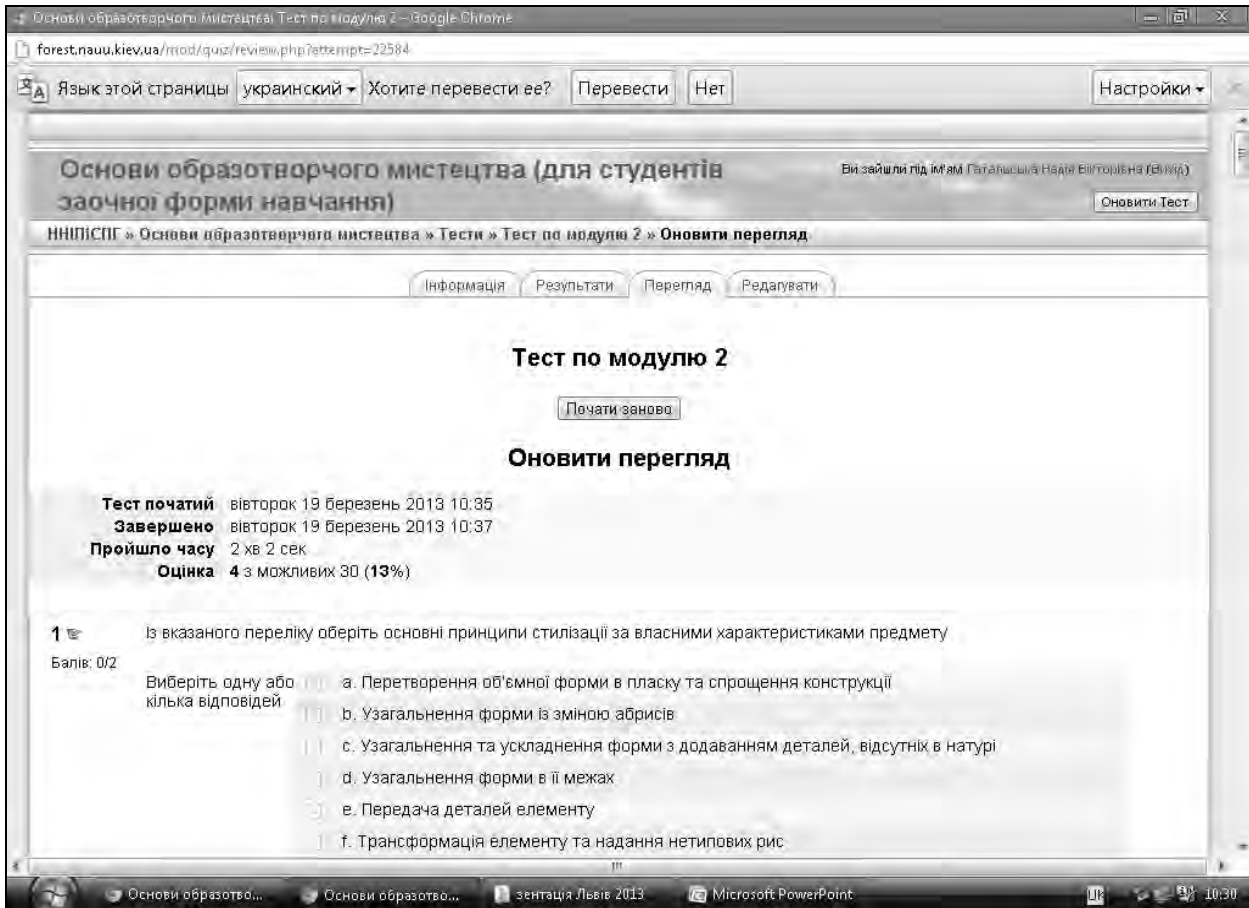 Основи образотворчого мистецтва: Тест по модулю 2 - Google Chrome
forest.nauu.kiev.ua/mod/quiz/review.php?attempt=22584
Язык этой страницы украинский Хотите перевести ее? Перевести Нет Настройки
Основи образотворчого мистецтва (для студентів
заочної форми навчання)
Ви зайшли під ім'ям Надія Вікторівна (Вихід)
Оновити Тест
ННІЛіСПГ » Основи образотворчого мистецтва » Тести » Тест по модулю 2 » Оновити перегляд
Інформація Результати Перегляд Редагувати
Тест по модулю 2
Почати заново
Оновити перегляд
Тест початий вівторок 19 березень 2013 10:35
Завершено вівторок 19 березень 2013 10:37
Пройшло часу 2 хв 2 сек
Оцінка 4 з можливих 30 (13%)
1 Із вказаного переліку оберіть основні принципи стилізації за власними характеристиками предмету
Балів: 0/2
Виберіть одну або
кілька відповідей
a. Перетворення об'ємної форми в пласку та спрощення конструкції
b. Узагальнення форми із зміною абрисів
c. Узагальнення та ускладнення форми з додаванням деталей, відсутніх в натурі
d. Узагальнення форми в її межах
e. Передача деталей елементу
f. Трансформація елементу та надання нетипових рис
Основи образотво... Основи образотво... зентація Львів 2013 Microsoft PowerPoint Uk 10:30